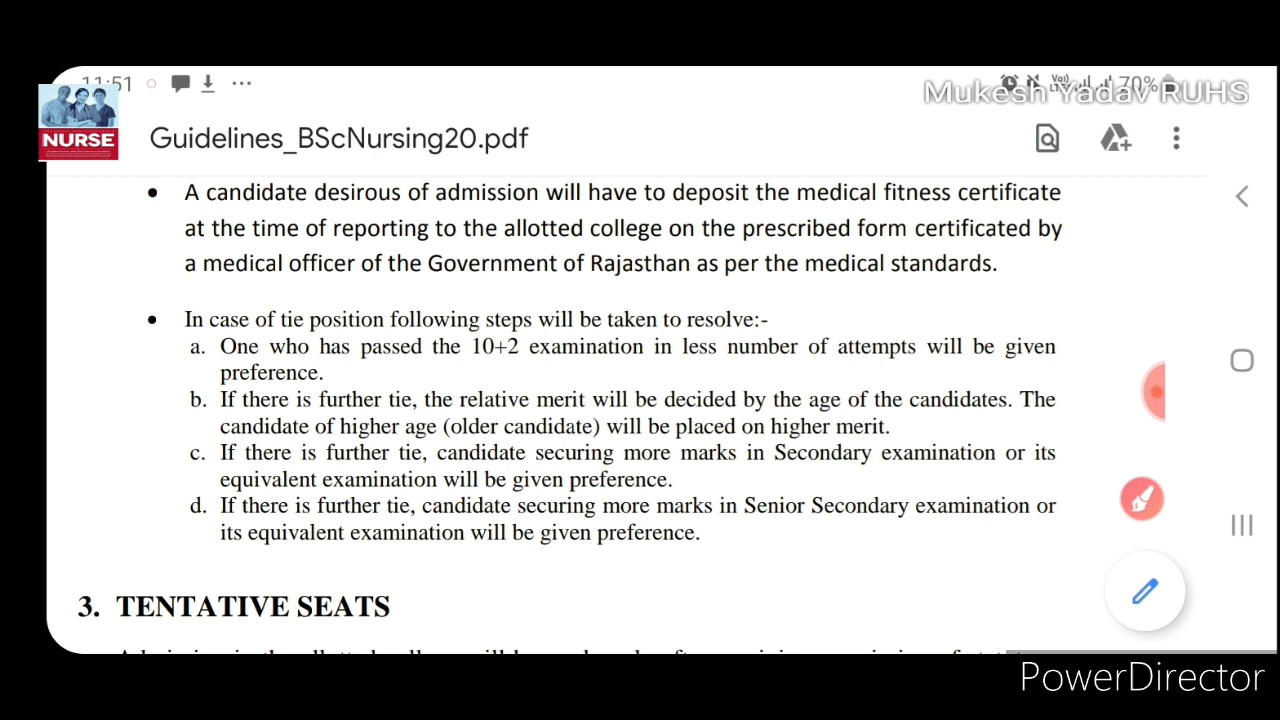 11:51
70%
Mukesh Yadav RUHS
NURSE
Guidelines_BScNursing20.pdf
• A candidate desirous of admission will have to deposit the medical fitness certificate
at the time of reporting to the allotted college on the prescribed form certificated by
a medical officer of the Government of Rajasthan as per the medical standards.
• In case of tie position following steps will be taken to resolve:-
a. One who has passed the 10+2 examination in less number of attempts will be given
preference.
b. If there is further tie, the relative merit will be decided by the age of the candidates. The
candidate of higher age (older candidate) will be placed on higher merit.
c. If there is further tie, candidate securing more marks in Secondary examination or its
equivalent examination will be given preference.
d. If there is further tie, candidate securing more marks in Senior Secondary examination or
its equivalent examination will be given preference.
3. TENTATIVE SEATS
PowerDirector